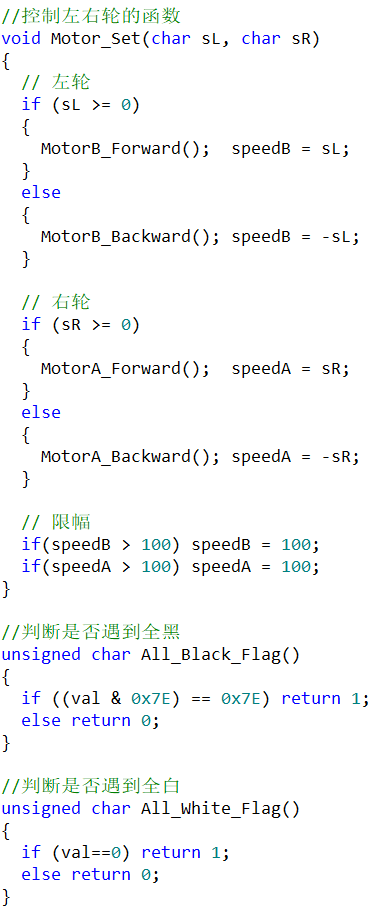 //控制左右轮的函数
void Motor_Set(char sL, char sR)
{
  // 左轮
  if (sL >= 0)
  {
    MotorB_Forward();  speedB = sL;
  }
  else
  {
    MotorB_Backward(); speedB = -sL;
  }

  // 右轮
  if (sR >= 0)
  {
    MotorA_Forward();  speedA = sR;
  }
  else
  {
    MotorA_Backward(); speedA = -sR;
  }

  // 限幅
  if(speedB > 100) speedB = 100;
  if(speedA > 100) speedA = 100;
}

//判断是否遇到全黑
unsigned char All_Black_Flag()
{
  if ((val & 0x7E) == 0x7E) return 1;
  else return 0;
}

//判断是否遇到全白
unsigned char All_White_Flag()
{
  if (val==0) return 1;
  else return 0;
}